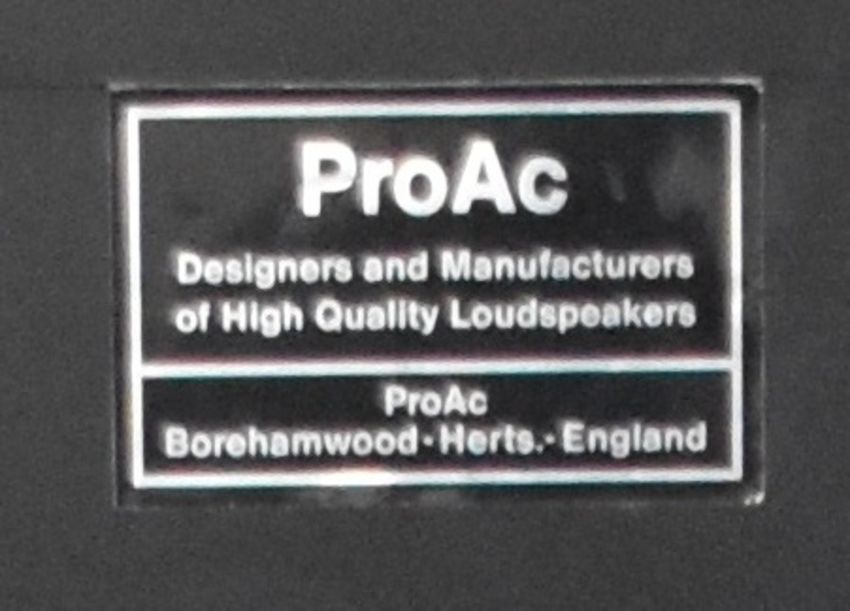 ProAc
Designers and Manufacturers
of High Quality Loudspeakers
ProAc
Borehamwood · Herts. · England